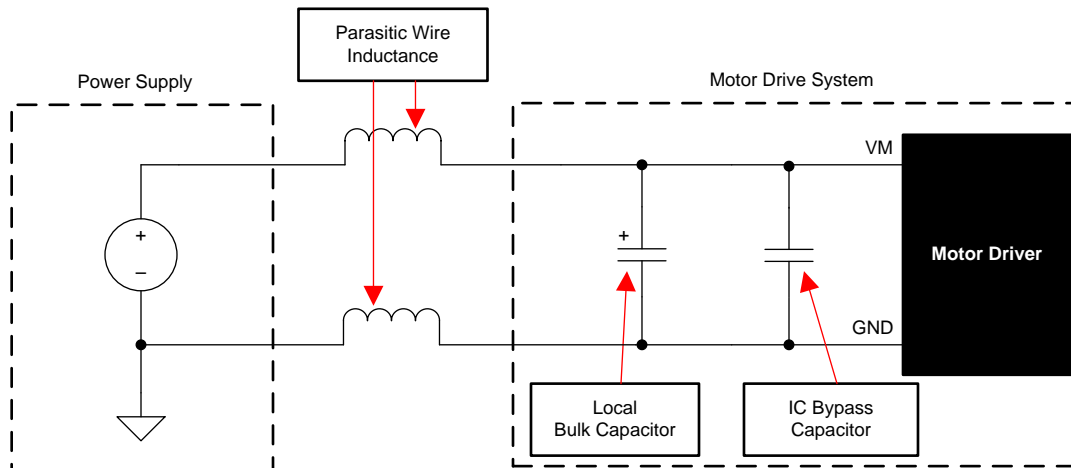 Parasitic Wire
Inductance
Power Supply
Motor Drive System
VM
+
–
+
Motor Driver
GND
Local
Bulk Capacitor
IC Bypass
Capacitor